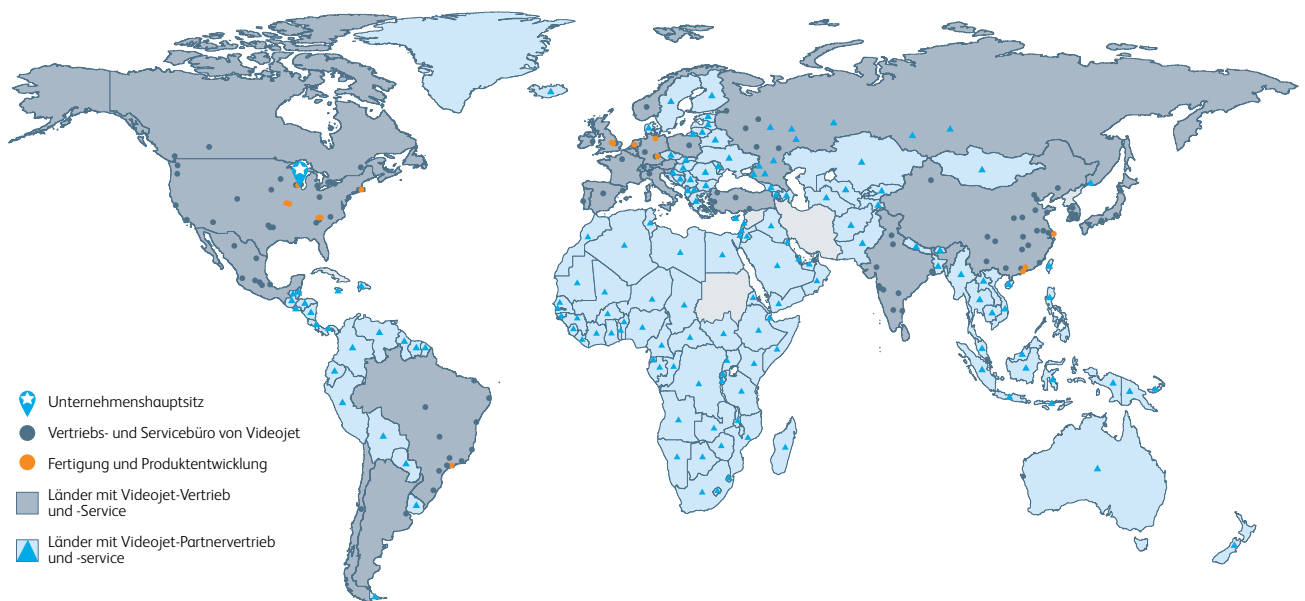 Unternehmenshauptsitz
Vertriebs- und Servicebüro von Videojet
Fertigung und Produktentwicklung
Länder mit Videojet-Vertrieb
und -Service
Länder mit Videojet-Partnervertrieb
und -service